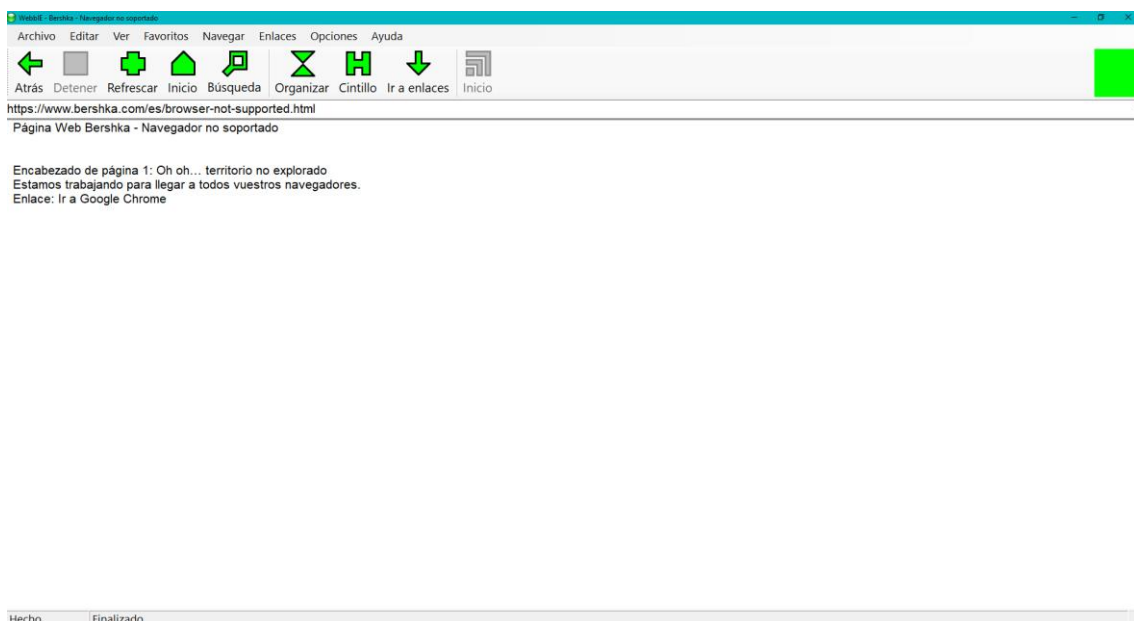 WebbIE - Bershka - Navegador no soportado
Archivo Editar Ver Favoritos Navegar Enlaces Opciones Ayuda
Atrás Detener Refrescar Inicio Búsqueda Organizar Cintillo Ir a enlaces Inicio
https://www.bershka.com/es/browser-not-supported.html
Página Web Bershka - Navegador no soportado
Encabezado de página 1: Oh oh... territorio no explorado
Estamos trabajando para llegar a todos vuestros navegadores.
Enlace: Ir a Google Chrome
Hecho Finalizado